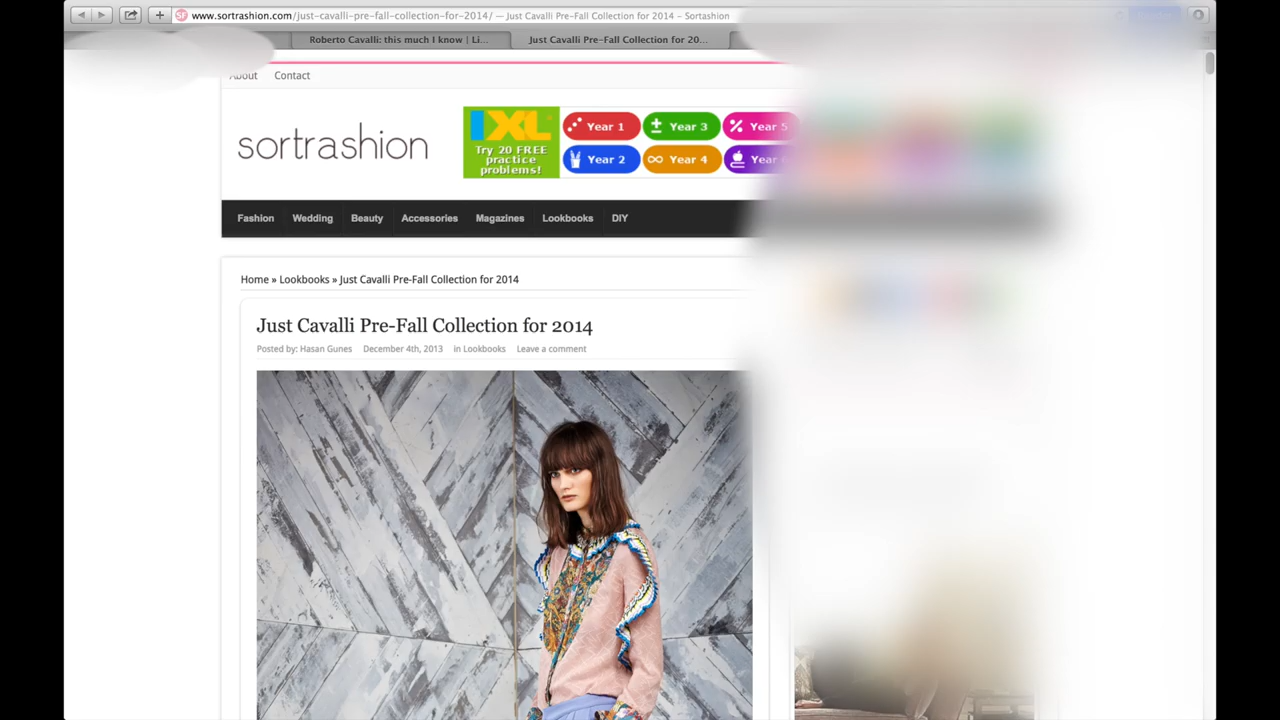 www.sortrashion.com/just-cavalli-pre-fall-collection-for-2014/ — Just Cavalli Pre-Fall Collection for 2014 – Sortashion
Roberto Cavalli: this much I know | Li...
Just Cavalli Pre-Fall Collection for 20...
About Contact
sortrashion
IXL
Try 20 FREE
practice
problems!
Year 1 Year 3 Year 5
Year 2 Year 4
Fashion Wedding Beauty Accessories Magazines Lookbooks DIY
Home » Lookbooks » Just Cavalli Pre-Fall Collection for 2014
Just Cavalli Pre-Fall Collection for 2014
Posted by: Hasan Gunes December 4th, 2013 in Lookbooks Leave a comment